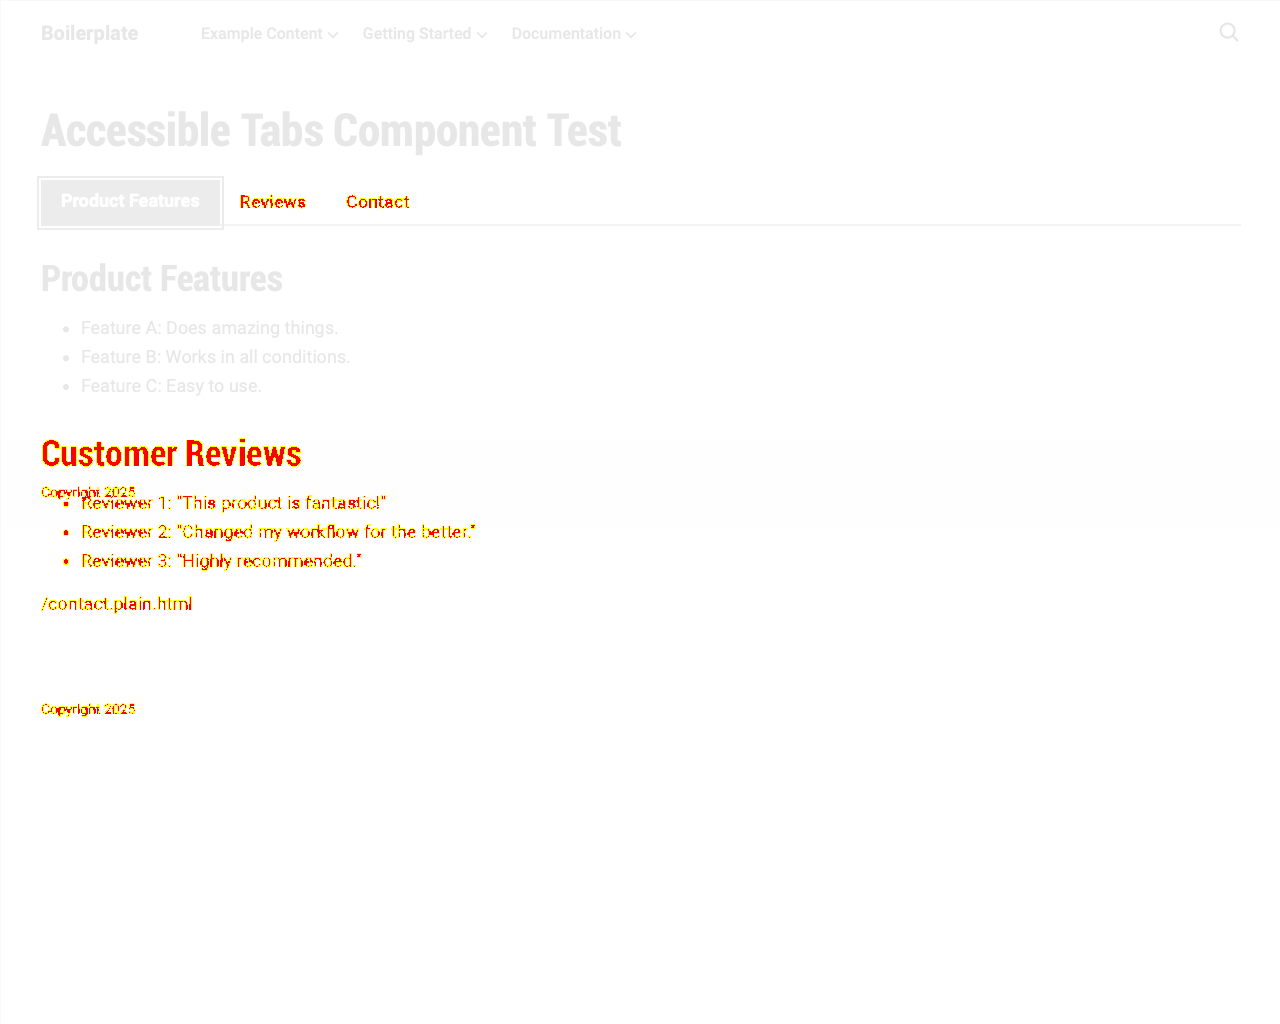 Boilerplate Example Content Getting Started Documentation
Accessible Tabs Component Test
Product Features Reviews Contact
Product Features
Feature A: Does amazing things.
Feature B: Works in all conditions.
Feature C: Easy to use.
Customer Reviews
Copyright 2025
Reviewer 1: "This product is fantastic!"
Reviewer 2: "Changed my workflow for the better."
Reviewer 3: "Highly recommended."
/contact.plain.html
Copyright 2025